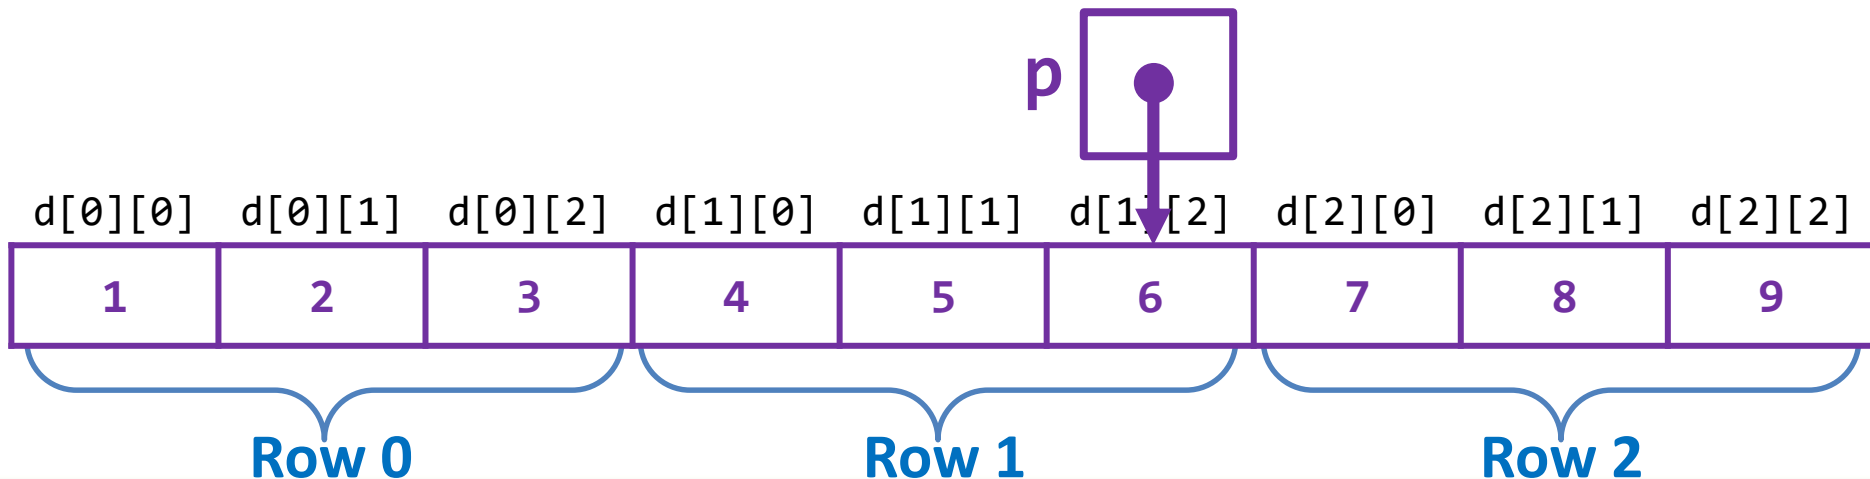 p
d[0][0] d[0][1] d[0][2] d[1][0] d[1][1] d[1][2] d[2][0] d[2][1] d[2][2]
1 2 3 4 5 6 7 8 9
Row 0 Row 1 Row 2